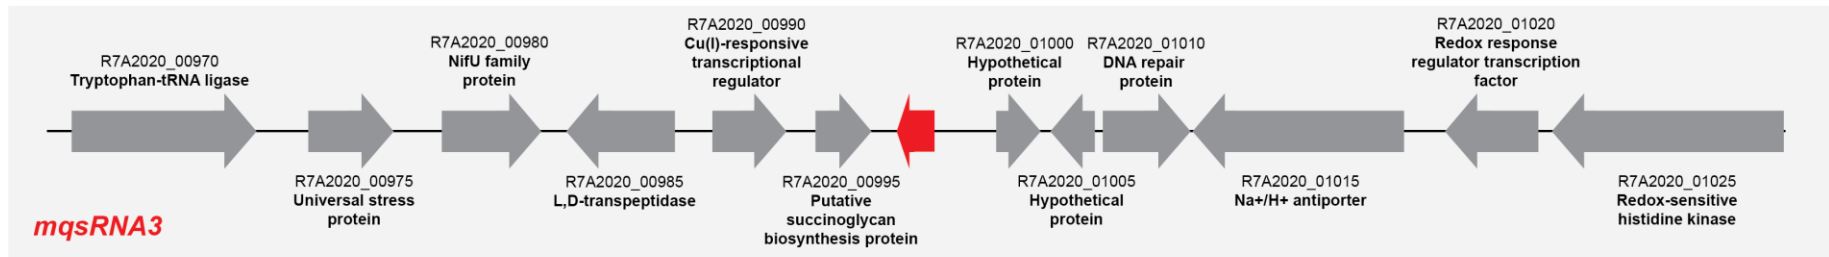 R7A2020_00970
Tryptophan-tRNA ligase
R7A2020_00975
Universal stress
protein
R7A2020_00980
NifU family
protein
R7A2020_00985
L,D-transpeptidase
R7A2020_00990
Cu(I)-responsive
transcriptional
regulator
R7A2020_00995
Putative
succinoglycan
biosynthesis protein
R7A2020_01000
Hypothetical
protein
R7A2020_01005
Hypothetical
protein
R7A2020_01010
DNA repair
protein
R7A2020_01015
Na+/H+ antiporter
R7A2020_01020
Redox response
regulator transcription
factor
R7A2020_01025
Redox-sensitive
histidine kinase
mqsRNA3